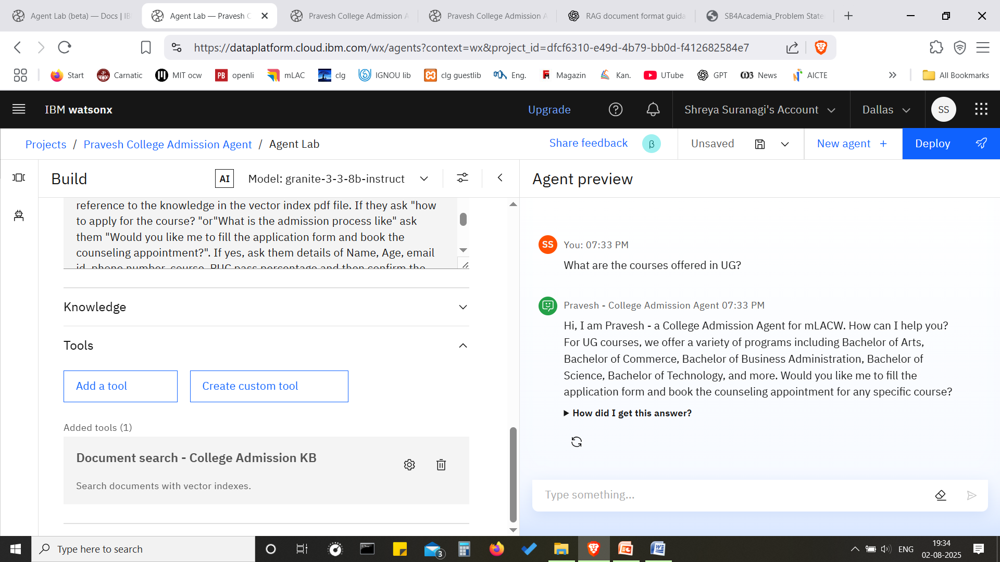 Agent Lab (beta) — Docs | IB
Agent Lab — Pravesh C
Pravesh College Admission A
Pravesh College Admission A
RAG document format guida
SB4Academia_Problem State
https://dataplatform.cloud.ibm.com/wx/agents?context=wx&project_id=dfcf6310-e49d-4b79-bb0d-f412682584e7
Start
Carnatic
MIT ocw
PB openli
mLAC
clg
IGNOU lib
clg guestlib
Eng.
Magazin
Kan.
UTube
GPT
News
AICTE
All Bookmarks
IBM watsonx
Upgrade
Shreya Suranagi's Account
Dallas
SS
Projects / Pravesh College Admission Agent / Agent Lab
Share feedback
β
Unsaved
New agent +
Deploy
Build
AI
Model: granite-3-3-8b-instruct
Agent preview
reference to the knowledge in the vector index pdf file. If they ask "how
to apply for the course? "or"What is the admission process like" ask
them "Would you like me to fill the application form and book the
counseling appointment?". If yes, ask them details of Name, Age, email
id, phone number, course, PUC pass percentage and then confirm the
Knowledge
Tools
Add a tool
Create custom tool
Added tools (1)
Document search - College Admission KB
Search documents with vector indexes.
SS
You: 07:33 PM
What are the courses offered in UG?
Pravesh - College Admission Agent 07:33 PM
Hi, I am Pravesh - a College Admission Agent for mLACW. How can I help you?
For UG courses, we offer a variety of programs including Bachelor of Arts,
Bachelor of Commerce, Bachelor of Business Administration, Bachelor of
Science, Bachelor of Technology, and more. Would you like me to fill the
application form and book the counseling appointment for any specific course?
How did I get this answer?
Type something...
Type here to search
3
ENG
19:34
02-08-2025